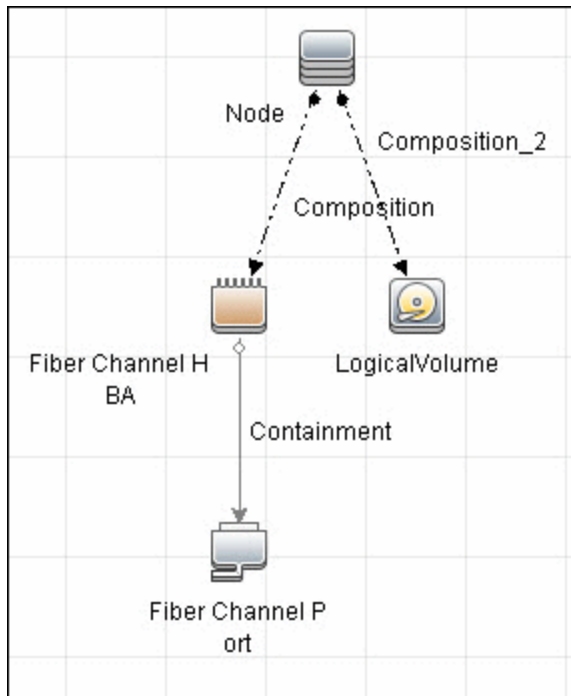 Node
Composition_2
Composition
Fiber Channel H
BA
LogicalVolume
Containment
Fiber Channel P
ort